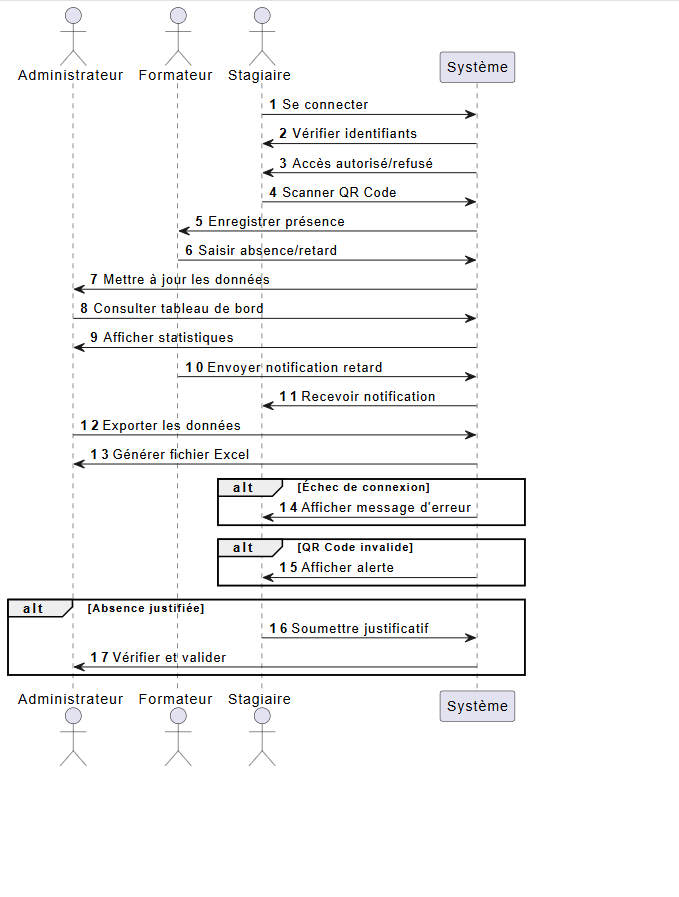 Administrateur Formateur Stagiaire Système
1 Se connecter
2 Vérifier identifiants
3 Accès autorisé/refusé
4 Scanner QR Code
5 Enregistrer présence
6 Saisir absence/retard
7 Mettre à jour les données
8 Consulter tableau de bord
9 Afficher statistiques
10 Envoyer notification retard
11 Recevoir notification
12 Exporter les données
13 Générer fichier Excel
alt [Échec de connexion]
14 Afficher message d'erreur
alt [QR Code invalide]
15 Afficher alerte
alt [Absence justifiée]
16 Soumettre justificatif
17 Vérifier et valider
Administrateur Formateur Stagiaire Système